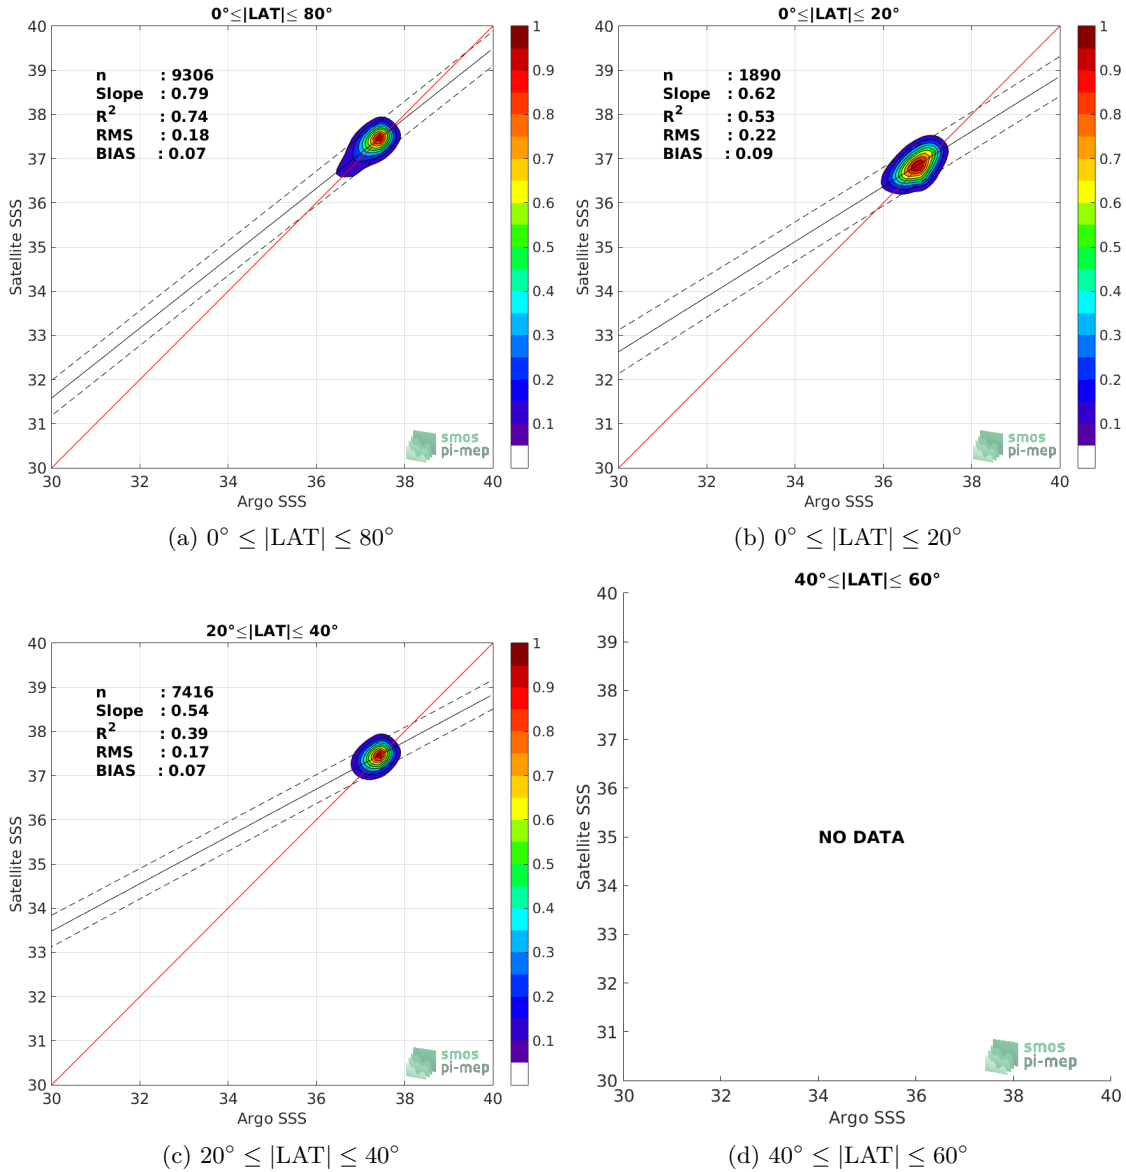 0°≤|LAT|≤ 80°
40
39
38
37
36
35
34
33
32
31
30
30 32 34 36 38 40
Satellite SSS
Argo SSS
n : 9306
Slope : 0.79
R² : 0.74
RMS : 0.18
BIAS : 0.07
smos
pi-mep
1
0.9
0.8
0.7
0.6
0.5
0.4
0.3
0.2
0.1
(a) 0° ≤ |LAT| ≤ 80°
0°≤|LAT|≤ 20°
40
39
38
37
36
35
34
33
32
31
30
30 32 34 36 38 40
Satellite SSS
Argo SSS
n : 1890
Slope : 0.62
R² : 0.53
RMS : 0.22
BIAS : 0.09
smos
pi-mep
1
0.9
0.8
0.7
0.6
0.5
0.4
0.3
0.2
0.1
(b) 0° ≤ |LAT| ≤ 20°
20°≤|LAT|≤ 40°
40
39
38
37
36
35
34
33
32
31
30
30 32 34 36 38 40
Satellite SSS
Argo SSS
n : 7416
Slope : 0.54
R² : 0.39
RMS : 0.17
BIAS : 0.07
smos
pi-mep
1
0.9
0.8
0.7
0.6
0.5
0.4
0.3
0.2
0.1
(c) 20° ≤ |LAT| ≤ 40°
40°≤|LAT|≤ 60°
40
39
38
37
36
35
34
33
32
31
30
30 32 34 36 38 40
Satellite SSS
Argo SSS
NO DATA
smos
pi-mep
(d) 40° ≤ |LAT| ≤ 60°